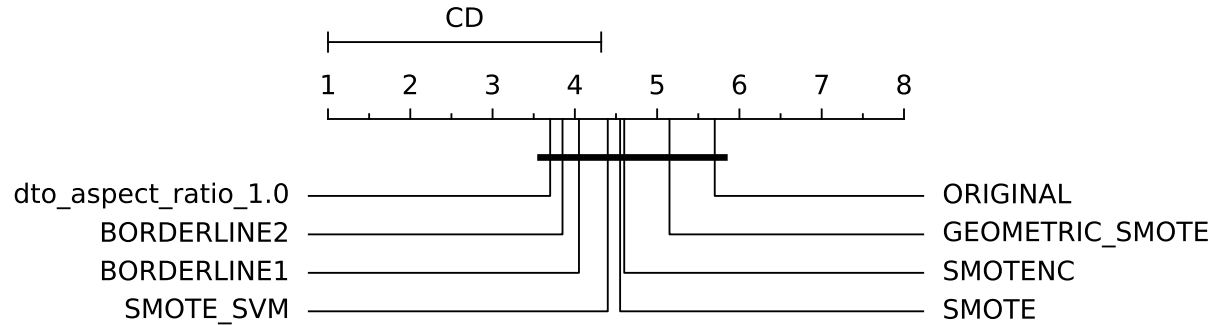 CD
1 2 3 4 5 6 7 8
dto_aspect_ratio_1.0 ORIGINAL
BORDERLINE2 GEOMETRIC_SMOTE
BORDERLINE1 SMOTENC
SMOTE_SVM SMOTE